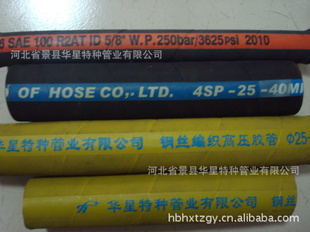 5 SAE 100 R2AT ID 5/8" W.P. 250bar/3625psi 2010
河北省景县华星特种管业有限公司
OF HOSE CO,. LTD. 4SP-25-40M
华星特种管业有限公司 钢丝编织高压胶管 Φ25-
河北省景县华星特种管业有限公司
华星特种管业有限公司 钢丝
hbhxtzgy.cn.alibaba.com